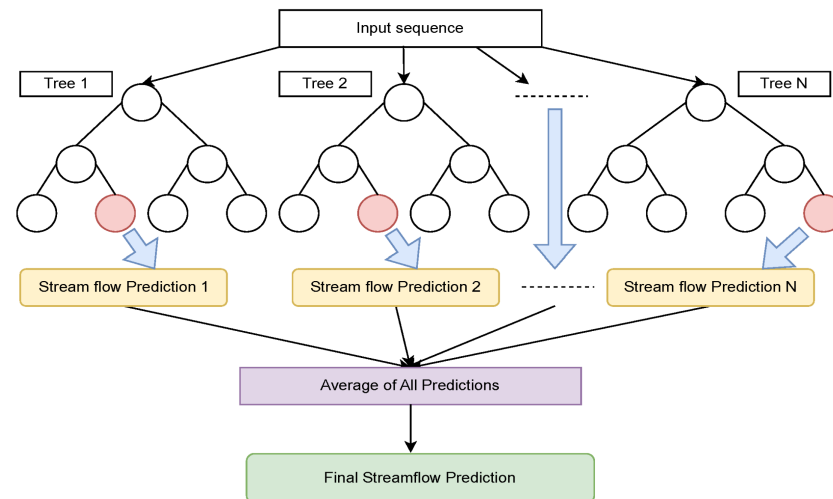 Input sequence
Tree 1
Tree 2
Tree N
Stream flow Prediction 1
Stream flow Prediction 2
Stream flow Prediction N
Average of All Predictions
Final Streamflow Prediction